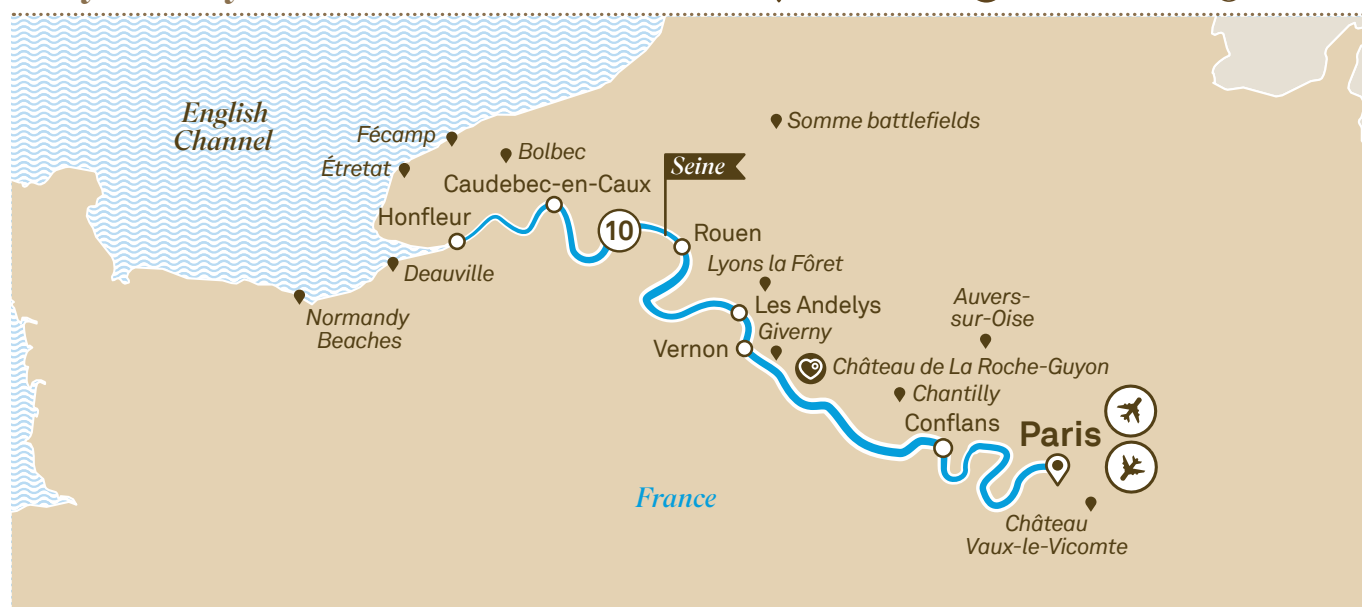 English
Channel
Fécamp
Étretat
Bolbec
Somme battlefields
Seine
Caudebec-en-Caux
Honfleur
10
Rouen
Deauville
Lyons la Fôret
Normandy
Beaches
Les Andelys
Giverny
Vernon
Auvers-
sur-Oise
Château de La Roche-Guyon
Chantilly
Conflans
Paris
France
Château
Vaux-le-Vicomte